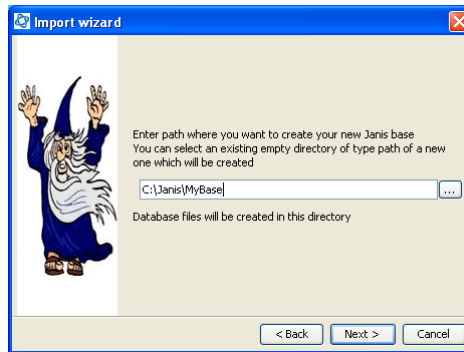 Import wizard
Enter path where you want to create your new Janis base
You can select an existing empty directory of type path of a new
one which will be created
C:\Janis\MyBase
...
Database files will be created in this directory
< Back
Next >
Cancel